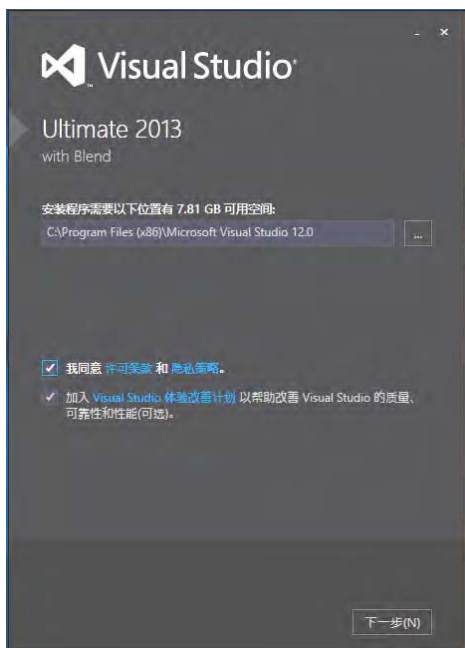 Visual Studio
Ultimate 2013
with Blend
安装程序需要以下位置有 7.81 GB 可用空间:
C:\Program Files (x86)\Microsoft Visual Studio 12.0
...
我同意 许可条款 和 隐私策略。
加入 Visual Studio 体验改善计划 以帮助改善 Visual Studio 的质量、
可靠性和性能(可选)。
下一步(N)